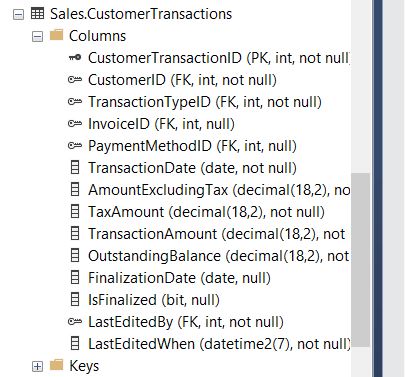 Sales.CustomerTransactions
Columns
CustomerTransactionID (PK, int, not null)
CustomerID (FK, int, not null)
TransactionTypeID (FK, int, not null)
InvoiceID (FK, int, null)
PaymentMethodID (FK, int, null)
TransactionDate (date, not null)
AmountExcludingTax (decimal(18,2), no
TaxAmount (decimal(18,2), not null)
TransactionAmount (decimal(18,2), not
OutstandingBalance (decimal(18,2), not
FinalizationDate (date, null)
IsFinalized (bit, null)
LastEditedBy (FK, int, not null)
LastEditedWhen (datetime2(7), not null)
Keys